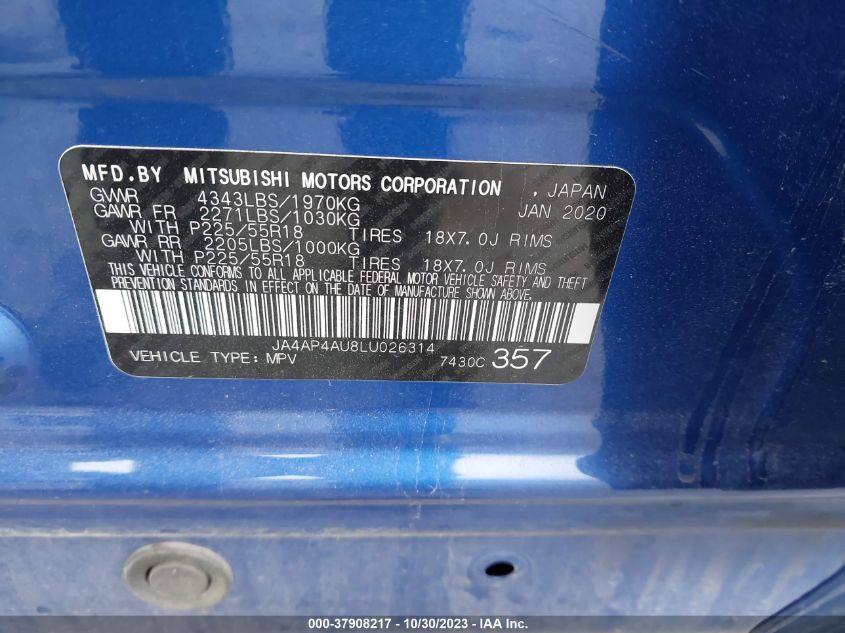 MFD.BY MITSUBISHI MOTORS CORPORATION , JAPAN
GVWR 4343LBS/1970KG JAN 2020
GAWR FR 2271LBS/1030KG
WITH P225/55R18 TIRES 18X7.0J RIMS
GAWR RR 2205LBS/1000KG
WITH P225/55R18 TIRES 18X7.0J RIMS
THIS VEHICLE CONFORMS TO ALL APPLICABLE FEDERAL MOTOR VEHICLE SAFETY AND THEFT
PREVENTION STANDARDS IN EFFECT ON THE DATE OF MANUFACTURE SHOWN ABOVE.
JA4AP4AU8LU026314
VEHICLE TYPE: MPV 7430C 357
000-37908217 - 10/30/2023 - IAAI Inc.